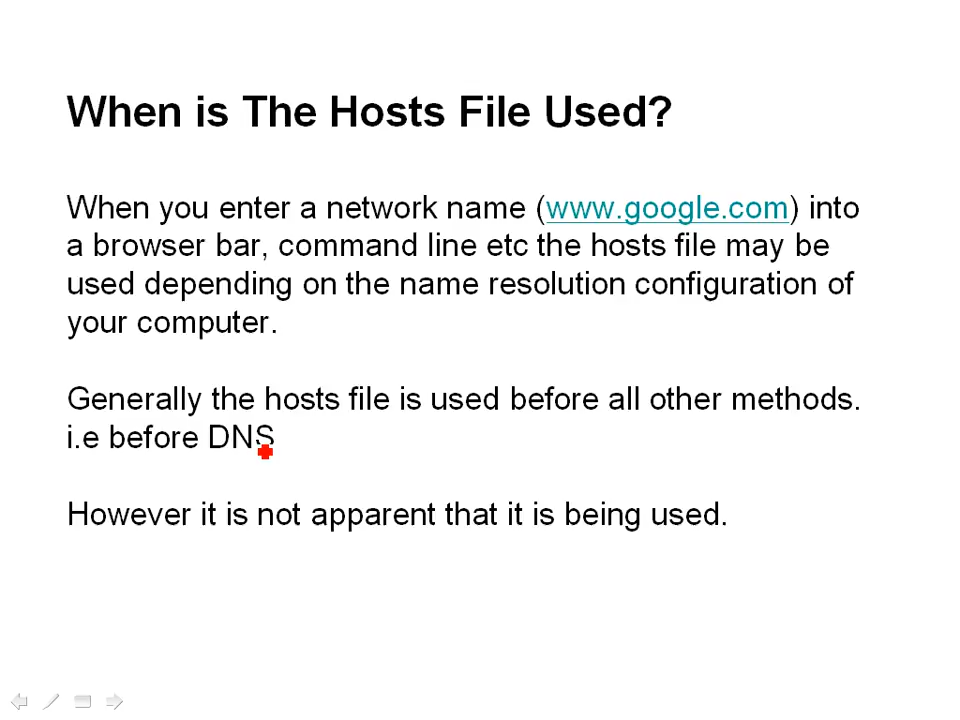 When is The Hosts File Used?
When you enter a network name (www.google.com) into
a browser bar, command line etc the hosts file may be
used depending on the name resolution configuration of
your computer.
Generally the hosts file is used before all other methods.
i.e before DNS
However it is not apparent that it is being used.